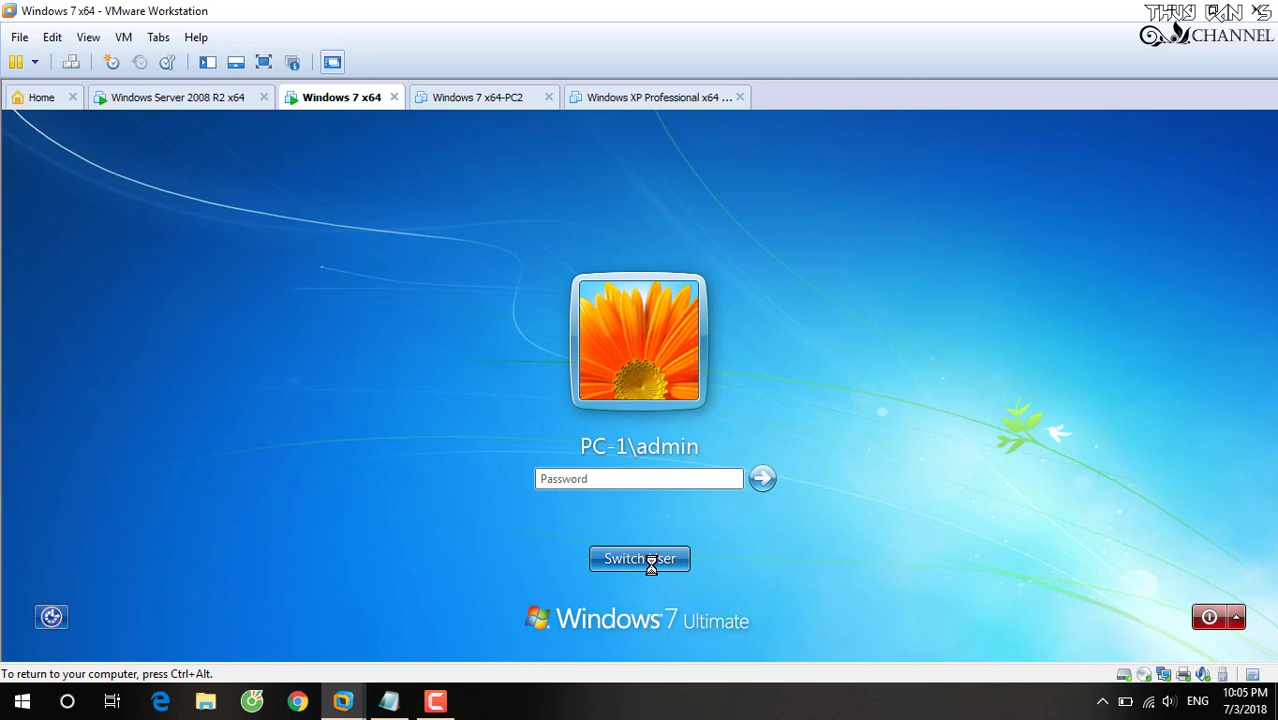 Windows 7 x64 - VMware Workstation
CHANNEL
File Edit View VM Tabs Help
Home Windows Server 2008 R2 x64 Windows 7 x64 Windows 7 x64-PC2 Windows XP Professional x64 ...
PC-1\admin
Password
Switch User
Windows 7 Ultimate
To return to your computer, press Ctrl+Alt.
ENG
10:05 PM
7/3/2018